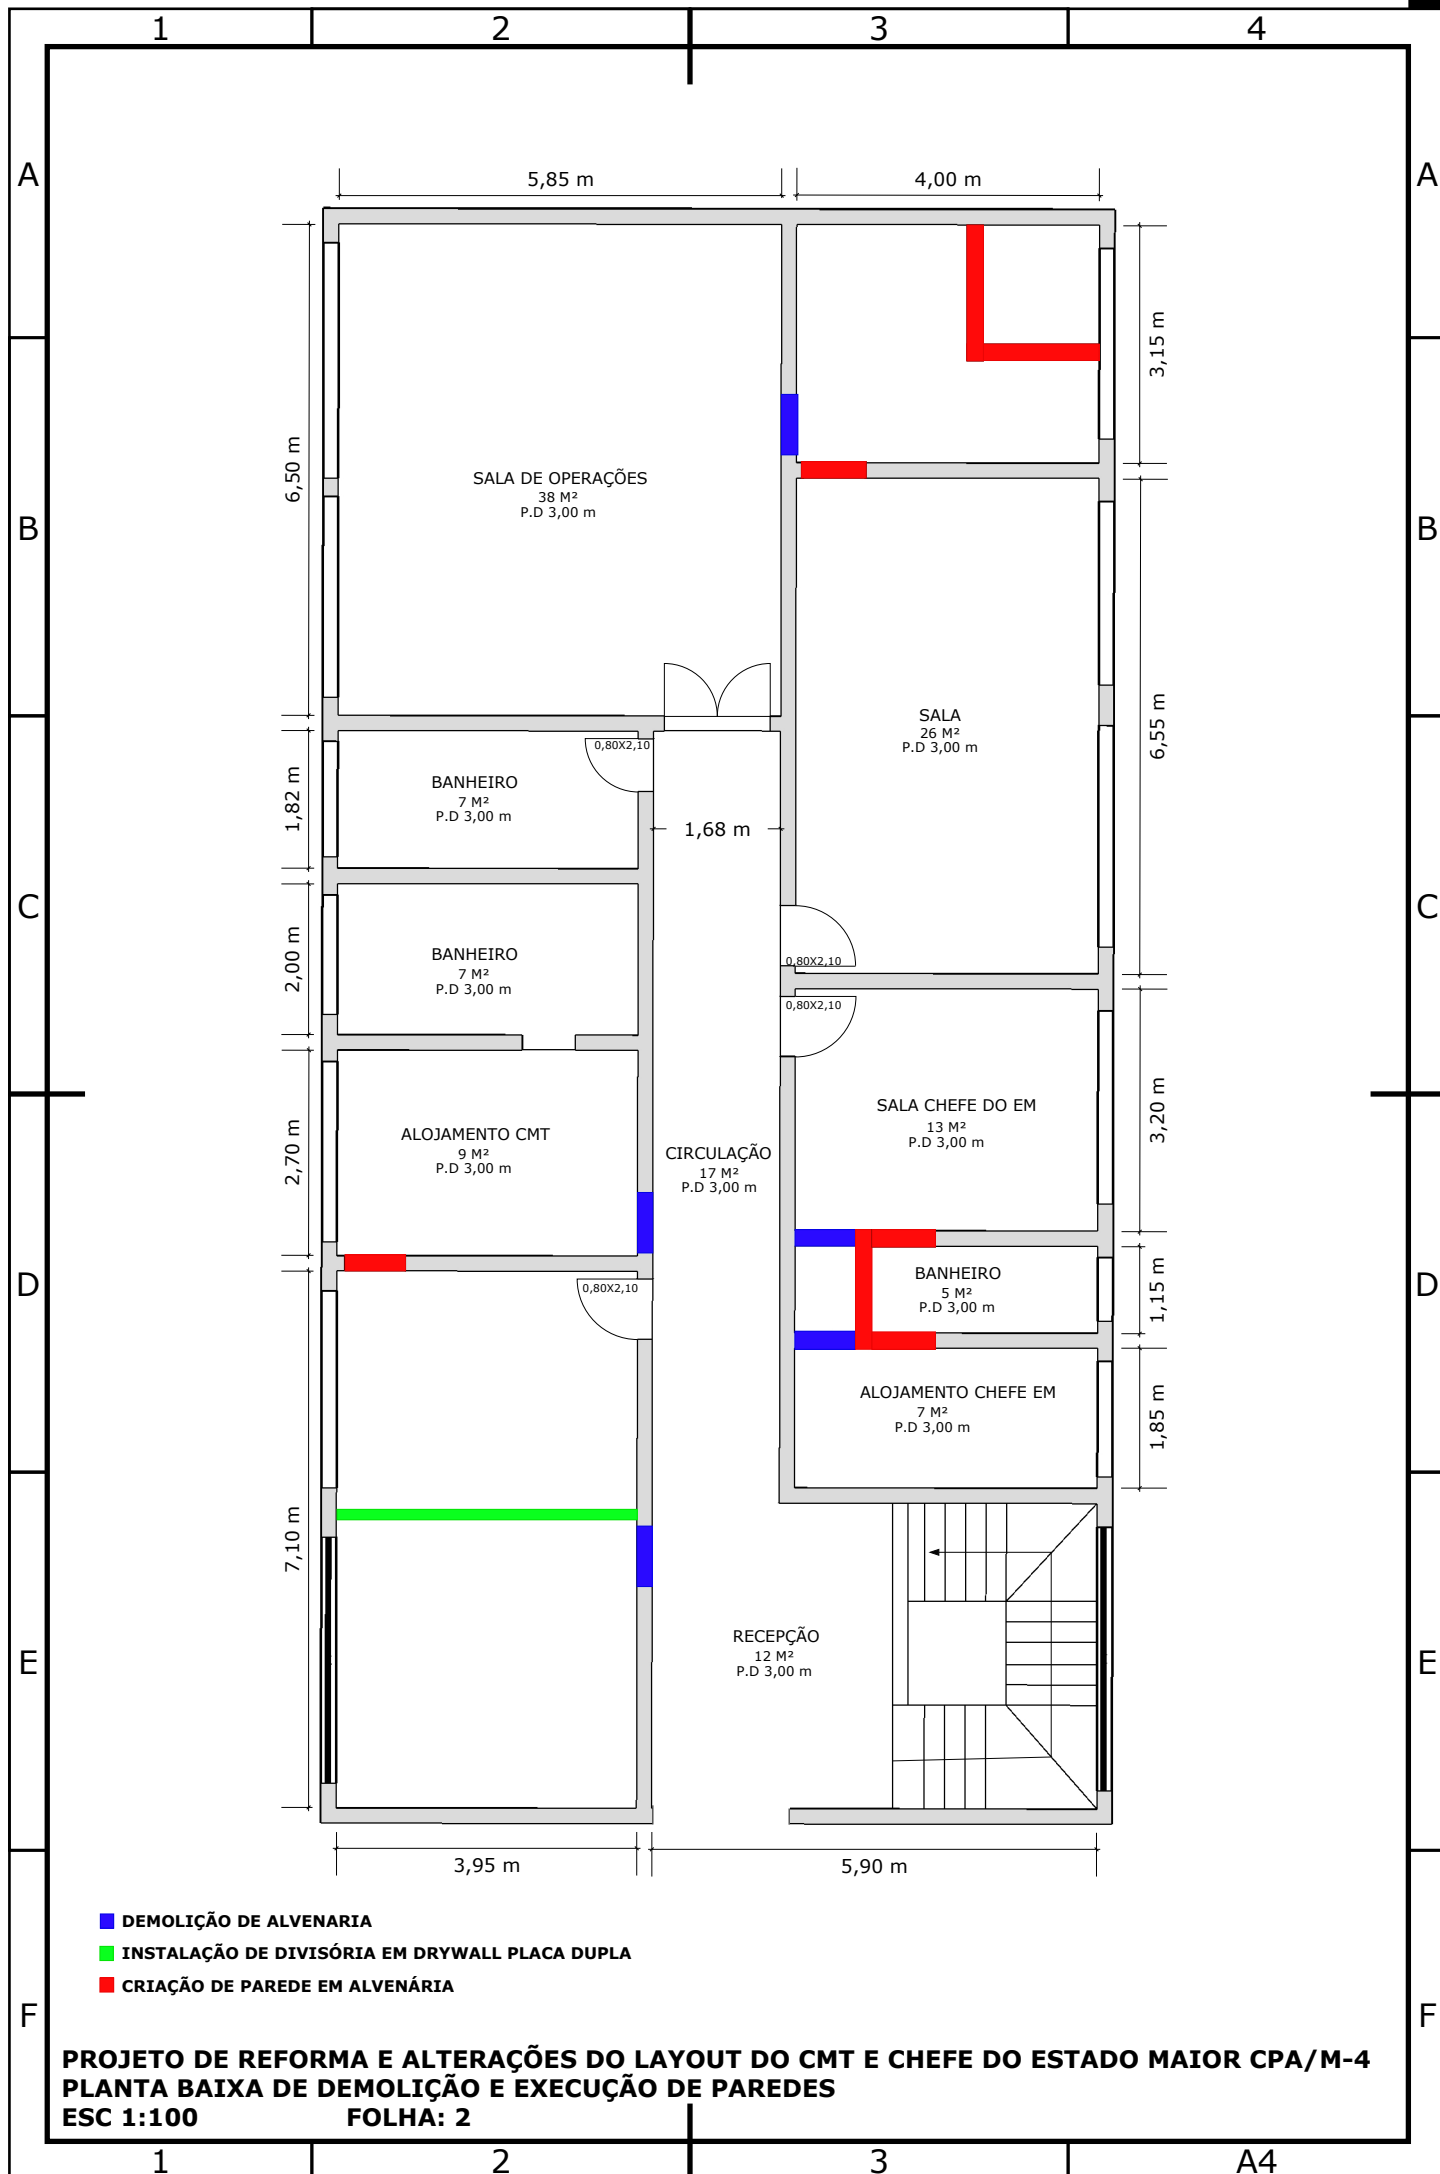 1
2
3
4
A
A
5,85 m
4,00 m
3,15 m
6,50 m
SALA DE OPERAÇÕES
38 M²
P.D 3,00 m
B
B
SALA
26 M²
P.D 3,00 m
6,55 m
0,80X2,10
BANHEIRO
7 M²
P.D 3,00 m
1,82 m
1,68 m
C
C
BANHEIRO
7 M²
P.D 3,00 m
2,00 m
0,80X2,10
0,80X2,10
SALA CHEFE DO EM
13 M²
P.D 3,00 m
3,20 m
ALOJAMENTO CMT
9 M²
P.D 3,00 m
2,70 m
CIRCULAÇÃO
17 M²
P.D 3,00 m
D
D
BANHEIRO
5 M²
P.D 3,00 m
1,15 m
0,80X2,10
ALOJAMENTO CHEFE EM
7 M²
P.D 3,00 m
1,85 m
7,10 m
RECEPÇÃO
12 M²
P.D 3,00 m
E
E
3,95 m
5,90 m
DEMOLIÇÃO DE ALVENARIA
INSTALAÇÃO DE DIVISÓRIA EM DRYWALL PLACA DUPLA
CRIAÇÃO DE PAREDE EM ALVENÁRIA
F
F
PROJETO DE REFORMA E ALTERAÇÕES DO LAYOUT DO CMT E CHEFE DO ESTADO MAIOR CPA/M-4
PLANTA BAIXA DE DEMOLIÇÃO E EXECUÇÃO DE PAREDES
ESC 1:100 FOLHA: 2
1
2
3
A4